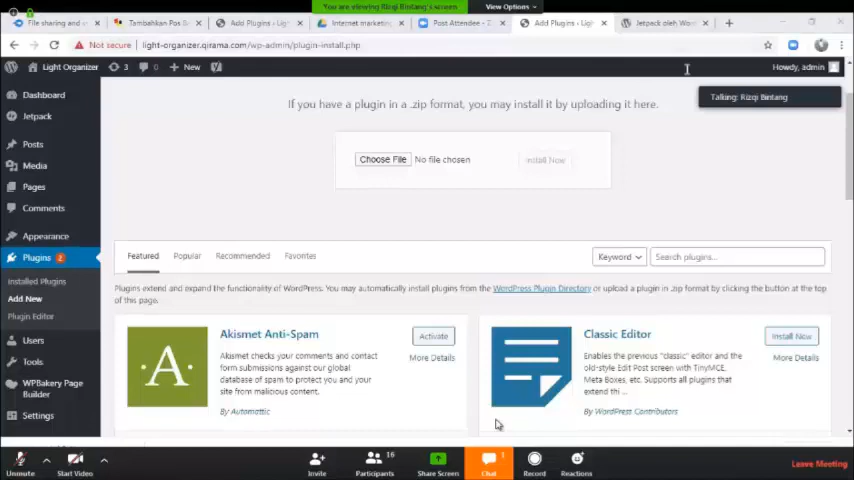 You are viewing Rizqi Bintang's screen
View Options
File sharing and
Tambahkan Pos B
Add Plugins ‹ Light
Internet marketing
Post Attendee - Z
Add Plugins ‹ Ligh
Jetpack oleh Wor
Not secure
light-organizer.qirama.com/wp-admin/plugin-install.php
Light Organizer
3
0
New
Howdy, admin
Talking: Rizqi Bintang
Dashboard
Jetpack
Posts
Media
Pages
Comments
Appearance
Plugins 2
Installed Plugins
Add New
Plugin Editor
Users
Tools
WPBakery Page
Builder
Settings
If you have a plugin in a .zip format, you may install it by uploading it here.
Choose File No file chosen
Install Now
Featured
Popular
Recommended
Favorites
Keyword
Search plugins...
Plugins extend and expand the functionality of WordPress. You may automatically install plugins from the WordPress Plugin Directory or upload a plugin in .zip format by clicking the button at the top
of this page.
Akismet Anti-Spam
Activate
More Details
Akismet checks your comments and contact
form submissions against our global
database of spam to protect you and your
site from malicious content.
By Automattic
Classic Editor
Install Now
More Details
Enables the previous "classic" editor and the
old-style Edit Post screen with TinyMCE,
Meta Boxes, etc. Supports all plugins that
extend thi ...
By WordPress Contributors
Unmute
Start Video
Invite
16
Participants
Share Screen
1
Chat
Record
Reactions
Leave Meeting